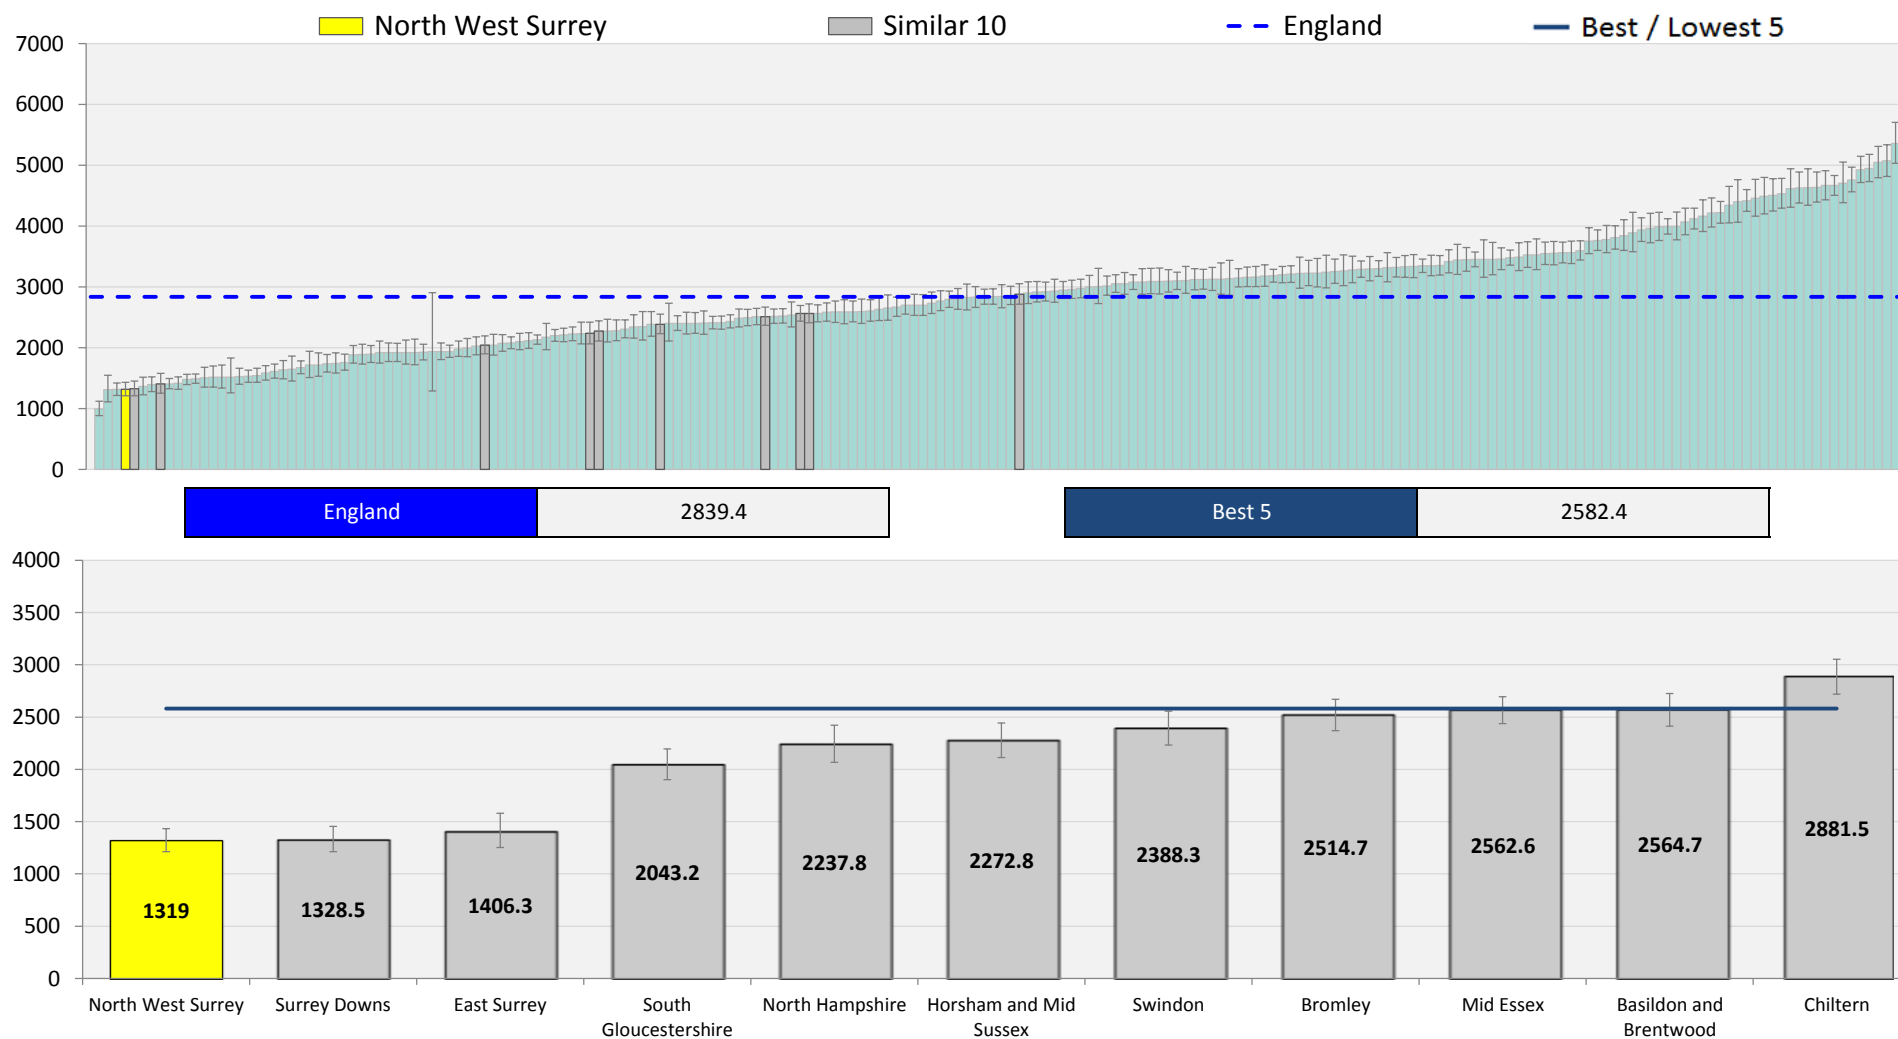 North West Surrey
Similar 10
England
Best / Lowest 5
7000
6000
5000
4000
3000
2000
1000
0
England 2839.4
Best 5 2582.4
4000
3500
3000
2500
2000
1500
1000
500
0
1319
1328.5
1406.3
2043.2
2237.8
2272.8
2388.3
2514.7
2562.6
2564.7
2881.5
North West Surrey
Surrey Downs
East Surrey
South
Gloucestershire
North Hampshire
Horsham and Mid
Sussex
Swindon
Bromley
Mid Essex
Basildon and
Brentwood
Chiltern